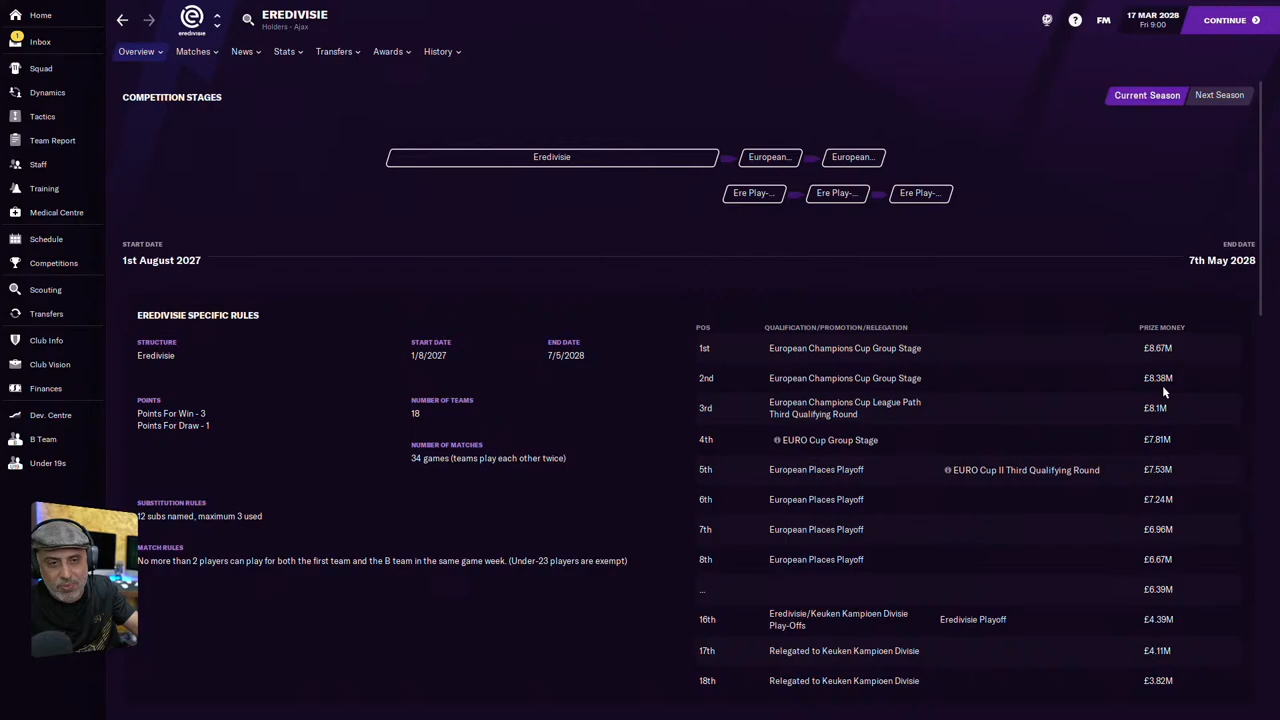 Home
EREDIVISIE
Holders - Ajax
eredivisie
? FM
17 MAR 2028
Fri 9:00
CONTINUE
1
Inbox
Overview Matches News Stats Transfers Awards History
Squad
Dynamics
Tactics
Team Report
Staff
Training
Medical Centre
Schedule
Competitions
Scouting
Transfers
Club Info
Club Vision
Finances
Dev. Centre
B Team
Under 19s
COMPETITION STAGES
Current Season Next Season
Eredivisie European... European...
Ere Play-... Ere Play-... Ere Play-...
START DATE
1st August 2027
END DATE
7th May 2028
EREDIVISIE SPECIFIC RULES
STRUCTURE
Eredivisie
START DATE
1/8/2027
END DATE
7/5/2028
POINTS
Points For Win - 3
Points For Draw - 1
NUMBER OF TEAMS
18
NUMBER OF MATCHES
34 games (teams play each other twice)
SUBSTITUTION RULES
12 subs named, maximum 3 used
MATCH RULES
No more than 2 players can play for both the first team and the B team in the same game week. (Under-23 players are exempt)
POS QUALIFICATION/PROMOTION/RELEGATION PRIZE MONEY
1st European Champions Cup Group Stage £8.67M
2nd European Champions Cup Group Stage £8.38M
3rd European Champions Cup League Path Third Qualifying Round £8.1M
4th EURO Cup Group Stage £7.81M
5th European Places Playoff EURO Cup II Third Qualifying Round £7.53M
6th European Places Playoff £7.24M
7th European Places Playoff £6.96M
8th European Places Playoff £6.67M
... £6.39M
16th Eredivisie/Keuken Kampioen Divisie Play-Offs Eredivisie Playoff £4.39M
17th Relegated to Keuken Kampioen Divisie £4.11M
18th Relegated to Keuken Kampioen Divisie £3.82M